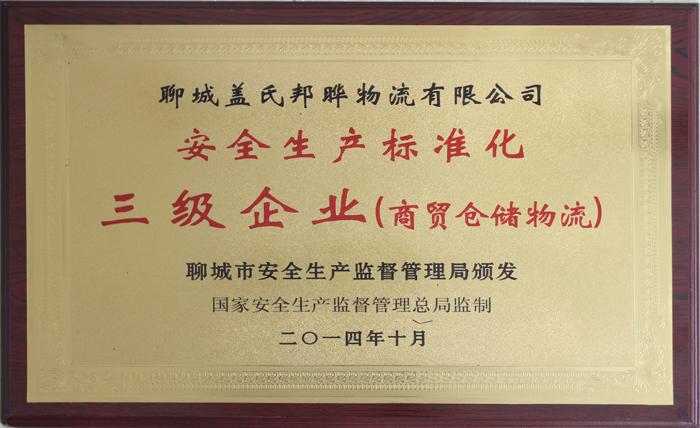 聊城盖氏邦晔物流有限公司
安全生产标准化
三级企业(商贸仓储物流)
聊城市安全生产监督管理局颁发
国家安全生产监督管理总局监制
二〇一四年十月